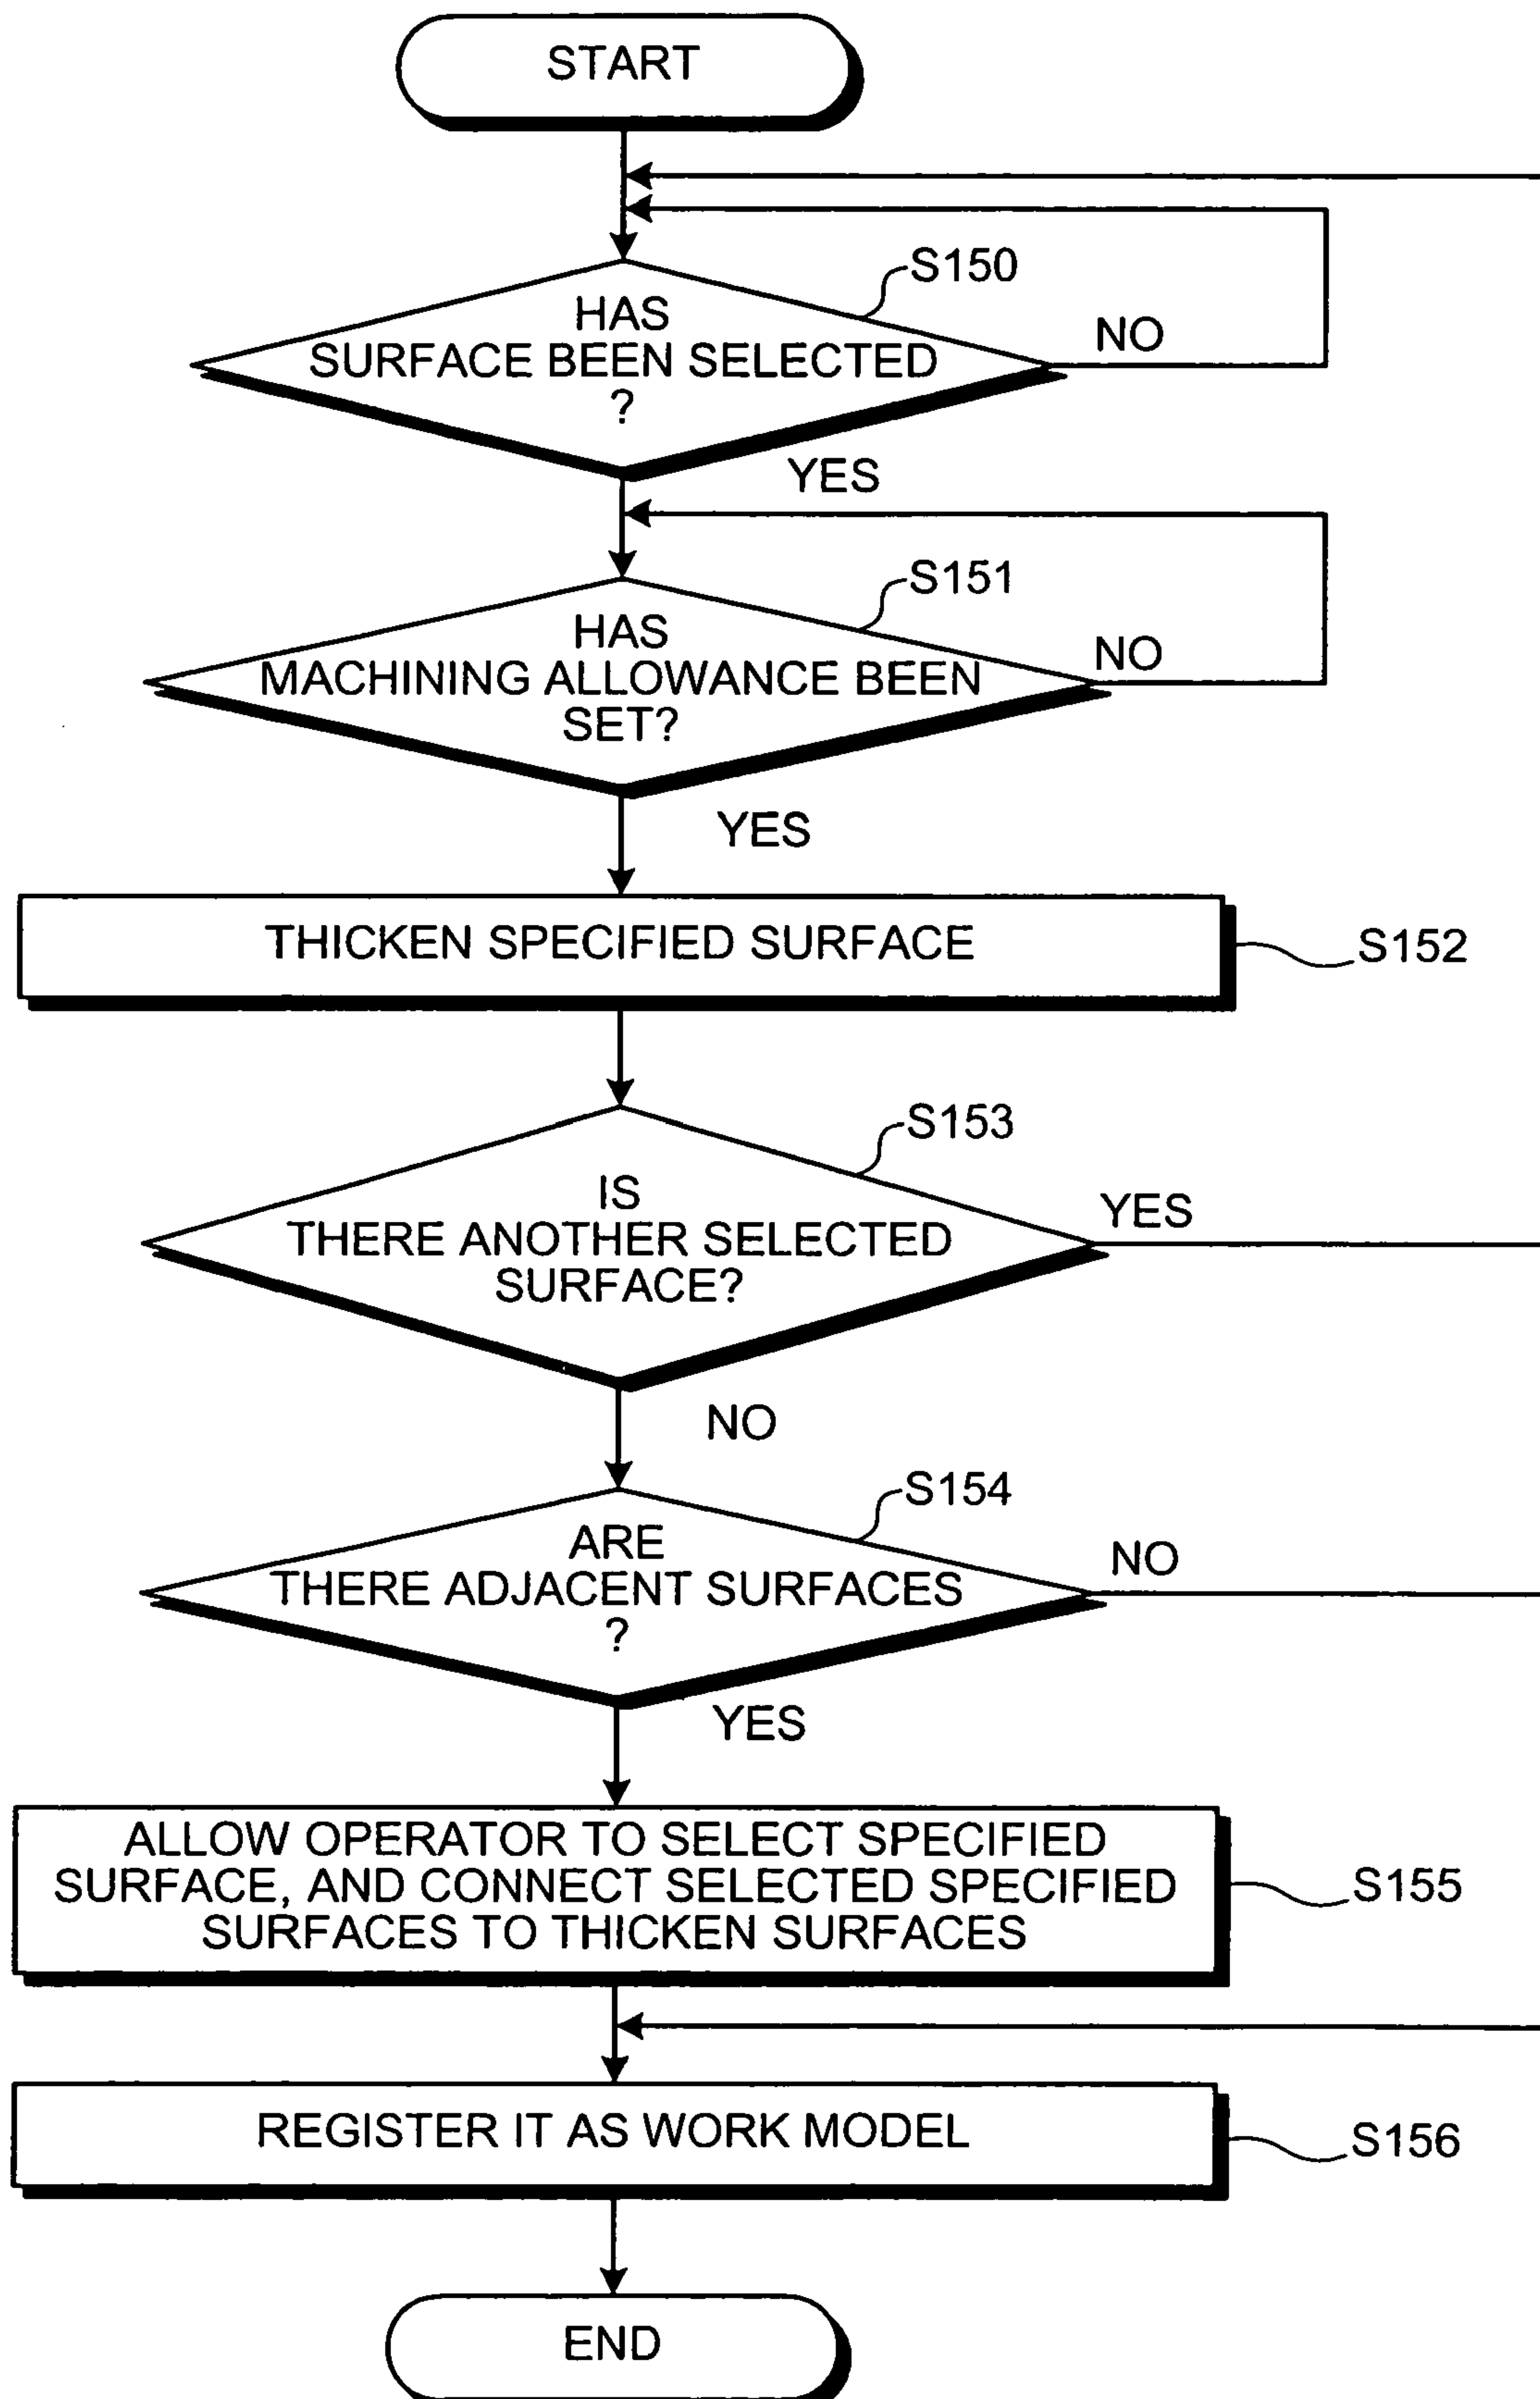 START
S150
HAS
SURFACE BEEN SELECTED
?
NO
YES
S151
HAS
MACHINING ALLOWANCE BEEN
SET?
NO
YES
THICKEN SPECIFIED SURFACE
S152
S153
IS
THERE ANOTHER SELECTED
SURFACE?
YES
NO
S154
ARE
THERE ADJACENT SURFACES
?
NO
YES
ALLOW OPERATOR TO SELECT SPECIFIED
SURFACE, AND CONNECT SELECTED SPECIFIED
SURFACES TO THICKEN SURFACES
S155
REGISTER IT AS WORK MODEL
S156
END